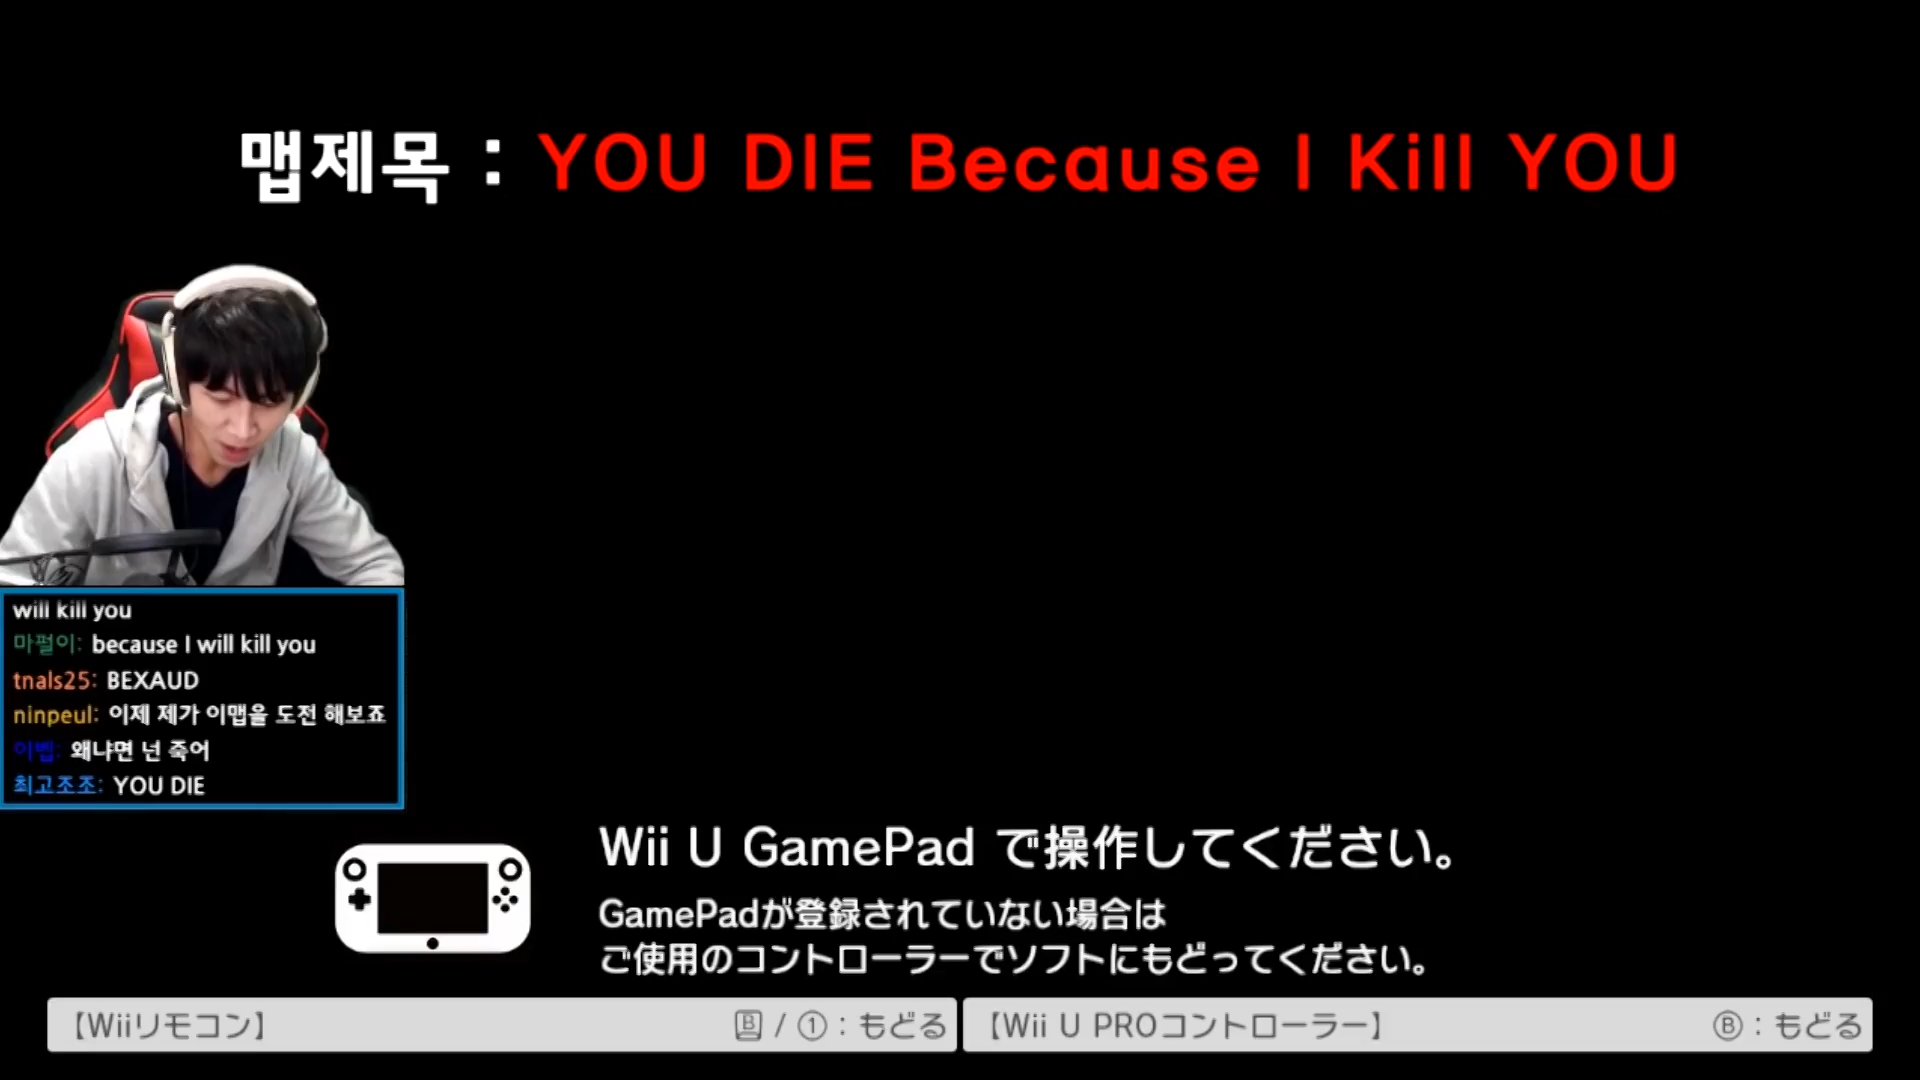 맵제목 : YOU DIE Because I Kill YOU
will kill you
마펄이: because I will kill you
tnals25: BEXAUD
ninpeul: 이제 제가 이맵을 도전 해보죠
이벱: 왜냐면 넌 죽어
최고조조: YOU DIE
Wii U GamePad で操作してください。
GamePadが登録されていない場合は
ご使用のコントローラーでソフトにもどってください。
【Wiiリモコン】 B / ① : もどる 【Wii U PROコントローラー】 Ⓑ : もどる